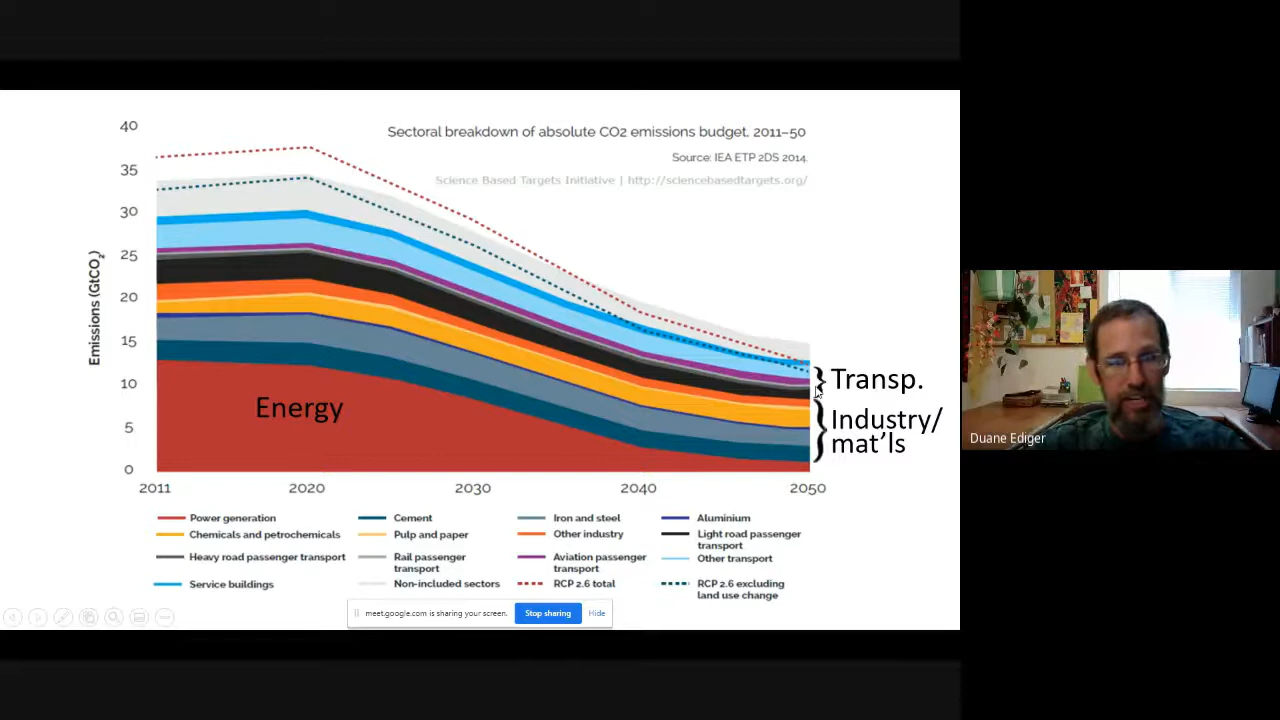 Sectoral breakdown of absolute CO2 emissions budget, 2011–50
Source: IEA ETP 2DS 2014.
Science Based Targets Initiative | http://sciencebasedtargets.org/
Emissions (GtCO₂)
40
35
30
25
20
15
10
5
0
2011 2020 2030 2040 2050
Energy
Transp.
Industry/
mat'ls
Duane Ediger
Power generation Cement Iron and steel Aluminium
Chemicals and petrochemicals Pulp and paper Other industry Light road passenger
transport
Heavy road passenger transport Rail passenger Aviation passenger Other transport
transport transport
Service buildings Non-included sectors RCP 2.6 total RCP 2.6 excluding
land use change
meet.google.com is sharing your screen. Stop sharing Hide